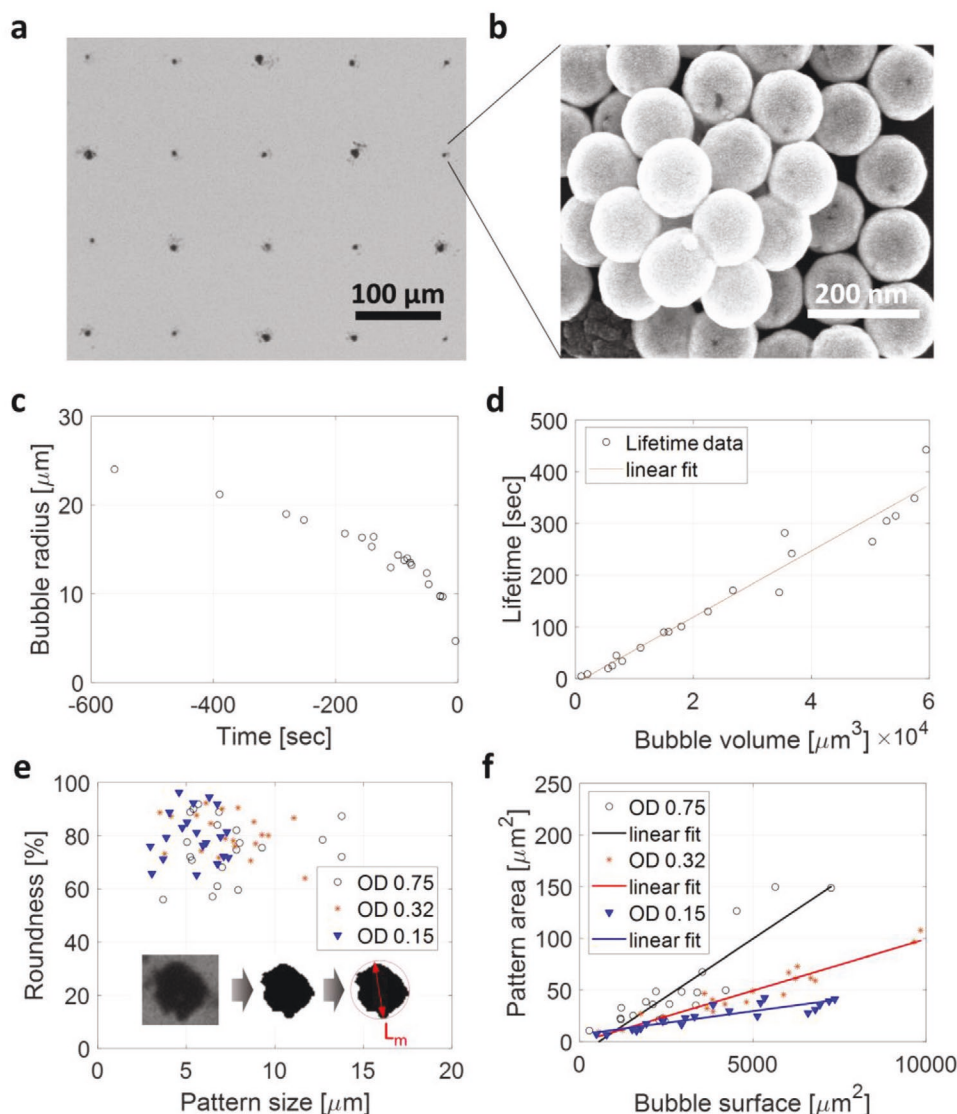 a
b
100 μm
200 nm
c
d
30
20
10
0
Bubble radius [μm]
-600
-400
-200
0
Time [sec]
500
400
300
200
100
0
Lifetime [sec]
Lifetime data
linear fit
0
20
40
60
Bubble volume [μm³] ×10⁴
e
f
100
80
60
40
20
0
Roundness [%]
OD 0.75
OD 0.32
OD 0.15
Lm
0
5
10
15
20
Pattern size [μm]
250
200
150
100
50
0
Pattern area [μm²]
OD 0.75
linear fit
OD 0.32
linear fit
OD 0.15
linear fit
0
5000
10000
Bubble surface [μm²]